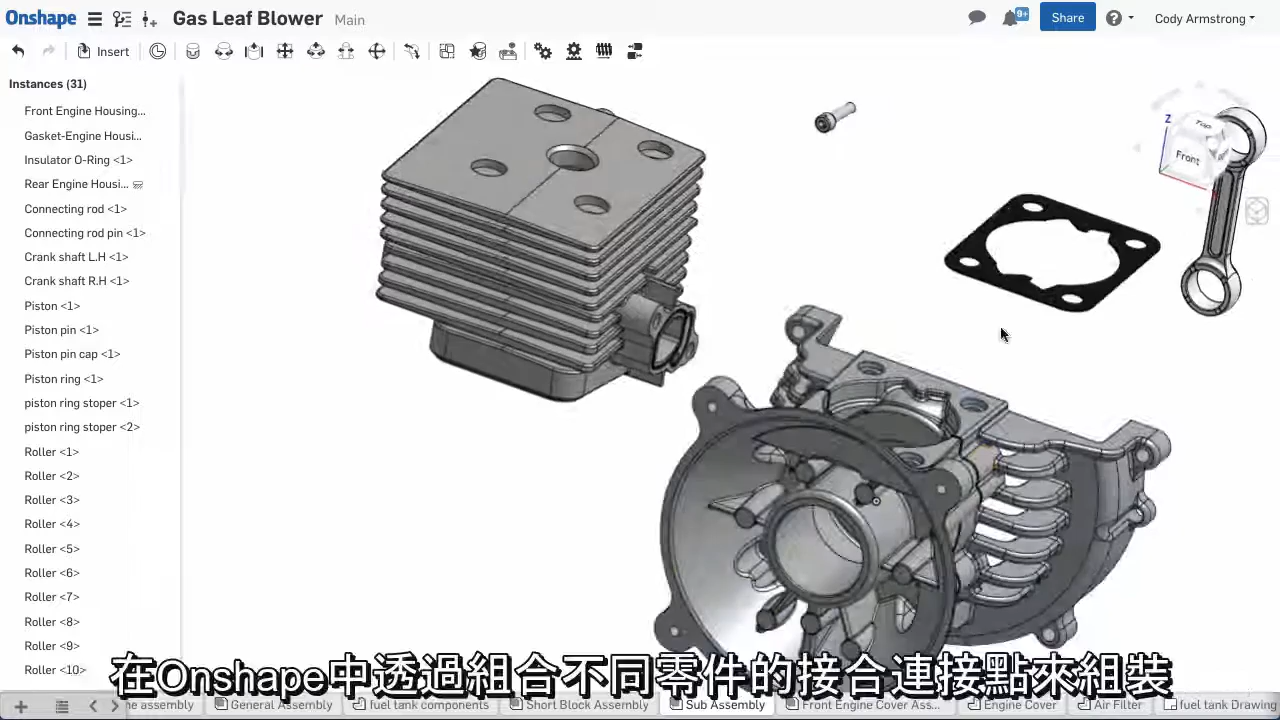 Onshape
Gas Leaf Blower Main
9+
Share
Cody Armstrong
Insert
Instances (31)
Front Engine Housing...
Gasket-Engine Housi...
Insulator O-Ring <1>
Rear Engine Housi...
Connecting rod <1>
Connecting rod pin <1>
Crank shaft L.H <1>
Crank shaft R.H <1>
Piston <1>
Piston pin <1>
Piston pin cap <1>
Piston ring <1>
piston ring stoper <1>
piston ring stoper <2>
Roller <1>
Roller <2>
Roller <3>
Roller <4>
Roller <5>
Roller <6>
Roller <7>
Roller <8>
Roller <9>
Roller <10>
Z
Top
Front
在Onshape中透過組合不同零件的接合連接點來組裝
ne assembly General Assembly fuel tank components Short Block Assembly Sub Assembly Front Engine Cover Ass... Engine Cover Air Filter fuel tank Drawing